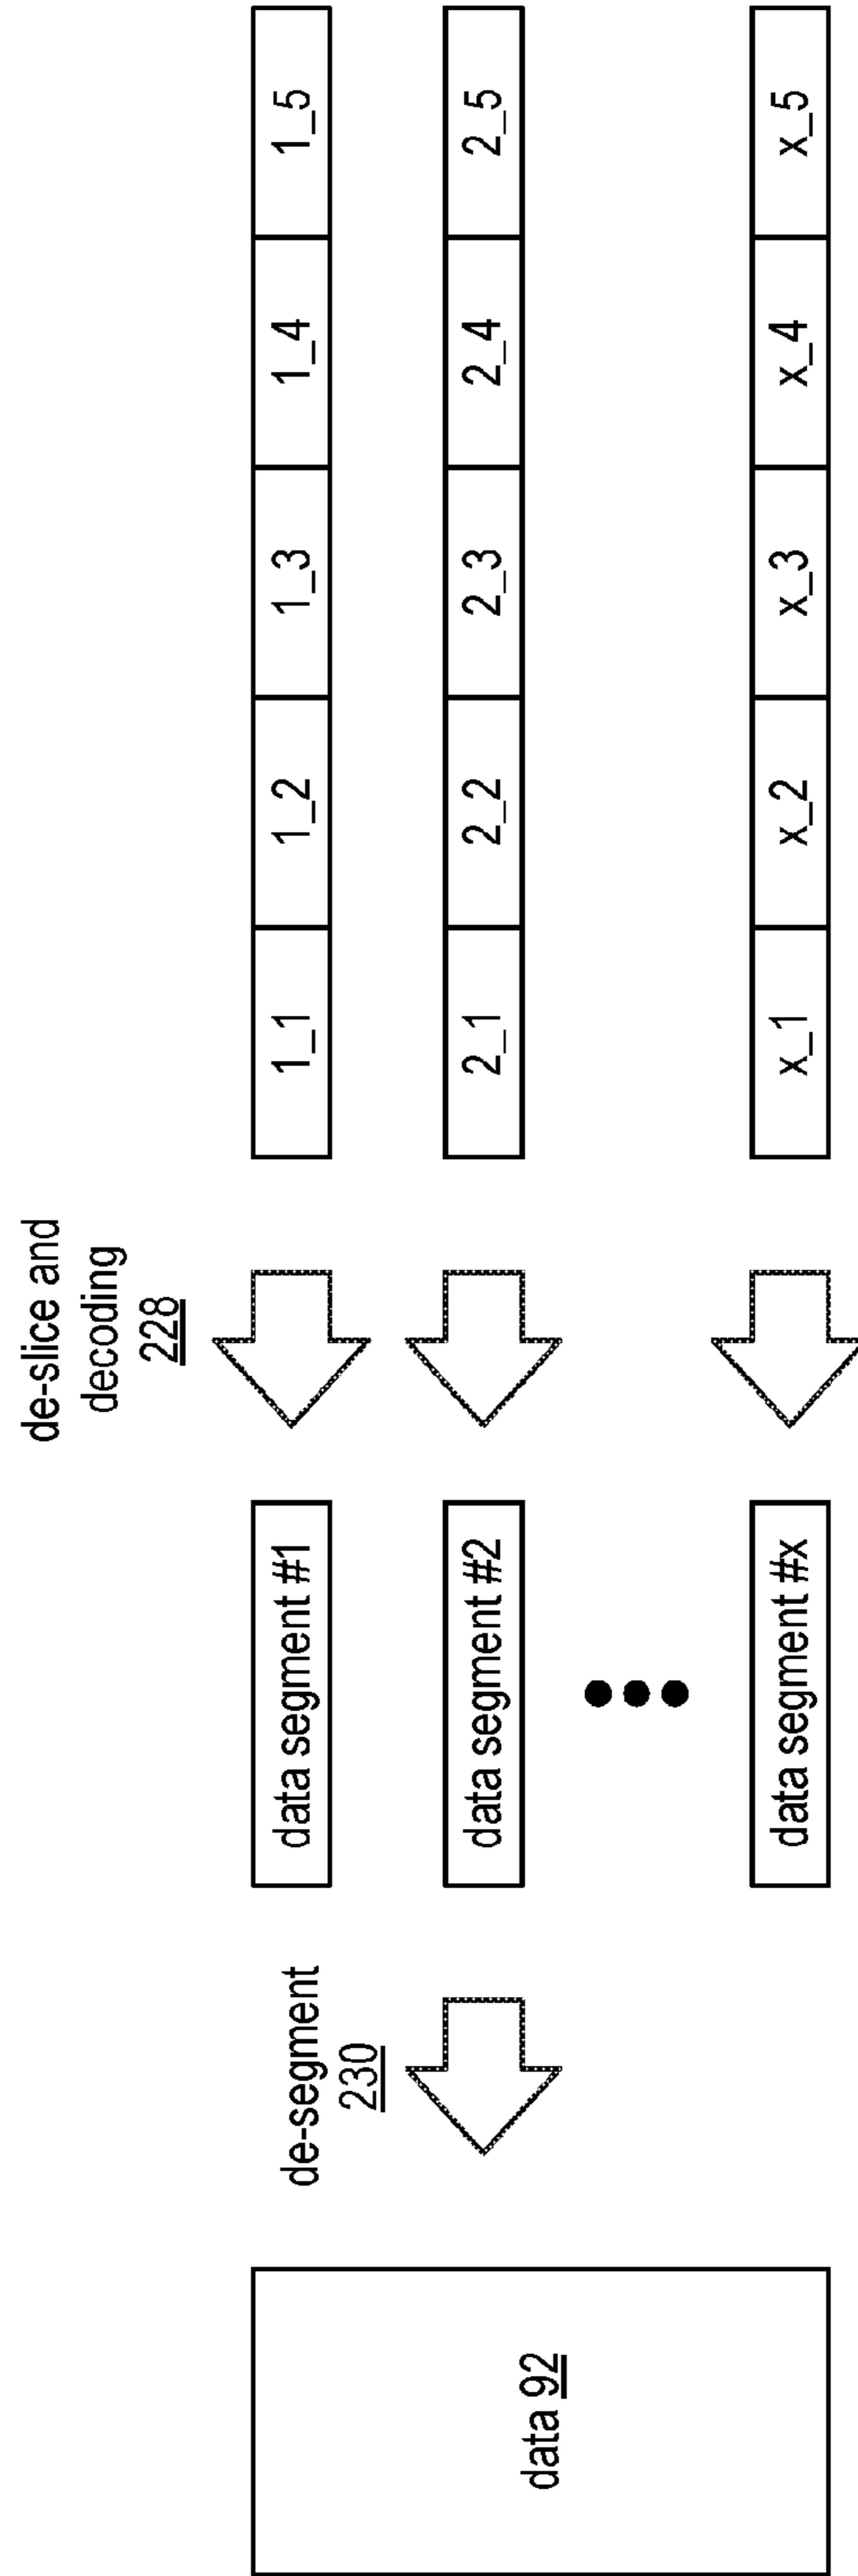 de-slice and
decoding
228
de-segment
230
data 92
data segment #1
1_1
1_2
1_3
1_4
1_5
data segment #2
2_1
2_2
2_3
2_4
2_5
data segment #x
x_1
x_2
x_3
x_4
x_5